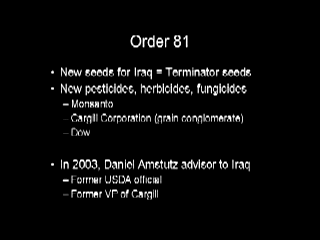 Order 81
• New seeds for Iraq = Terminator seeds
• New pesticides, herbicides, fungicides
– Monsanto
– Cargill Corporation (grain conglomerate)
– Dow
• In 2003, Daniel Amstutz advisor to Iraq
– Former USDA official
– Former VP of Cargill